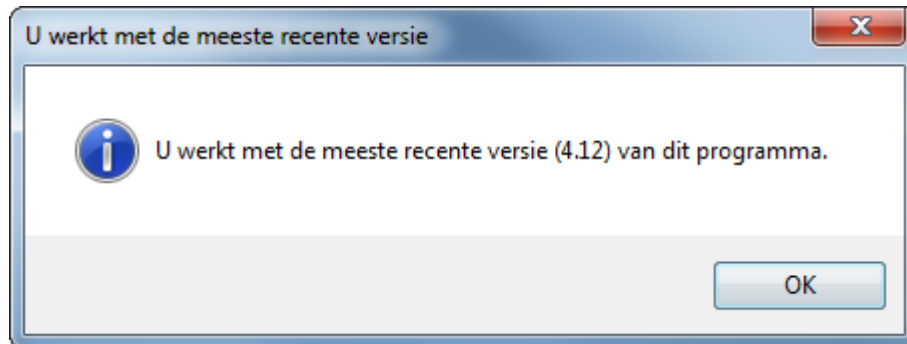 U werkt met de meeste recente versie
U werkt met de meeste recente versie (4.12) van dit programma.
OK